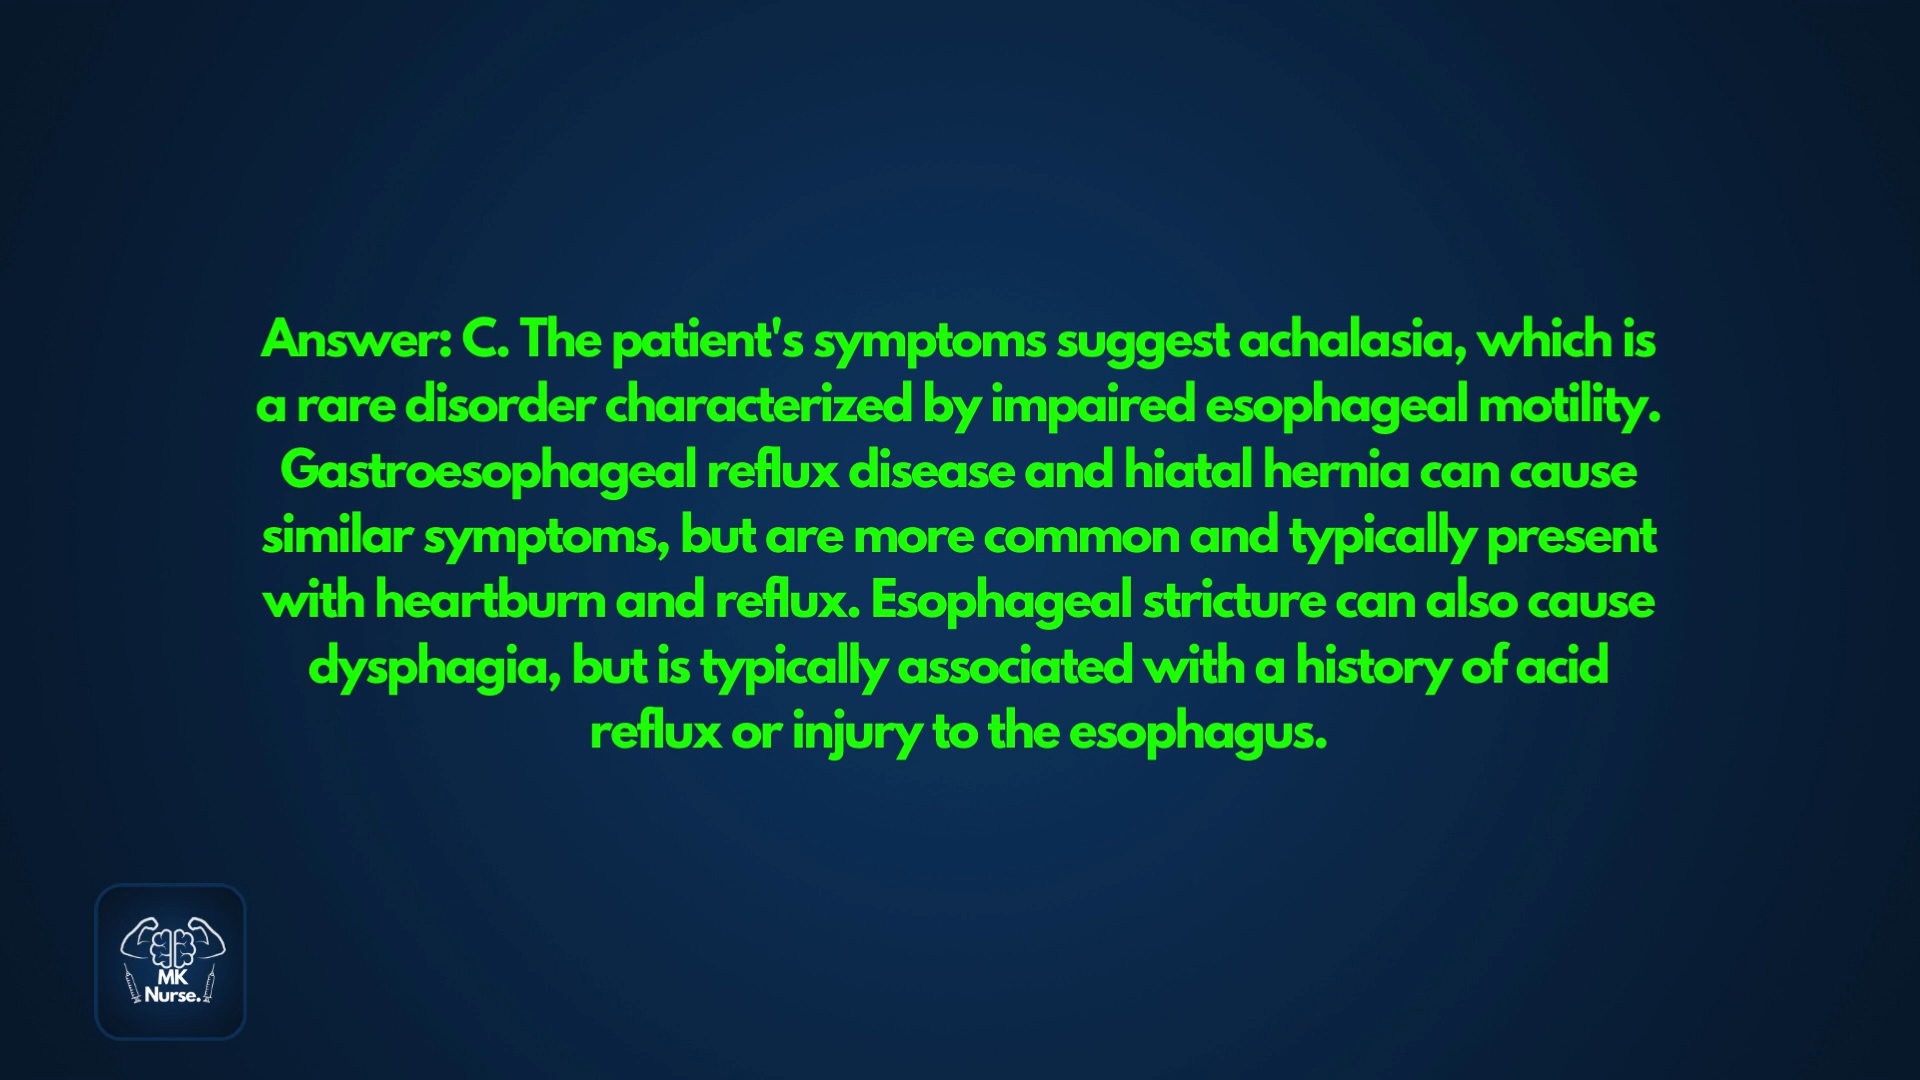 Answer: C. The patient's symptoms suggest achalasia, which is
a rare disorder characterized by impaired esophageal motility.
Gastroesophageal reflux disease and hiatal hernia can cause
similar symptoms, but are more common and typically present
with heartburn and reflux. Esophageal stricture can also cause
dysphagia, but is typically associated with a history of acid
reflux or injury to the esophagus.
MK
Nurse.